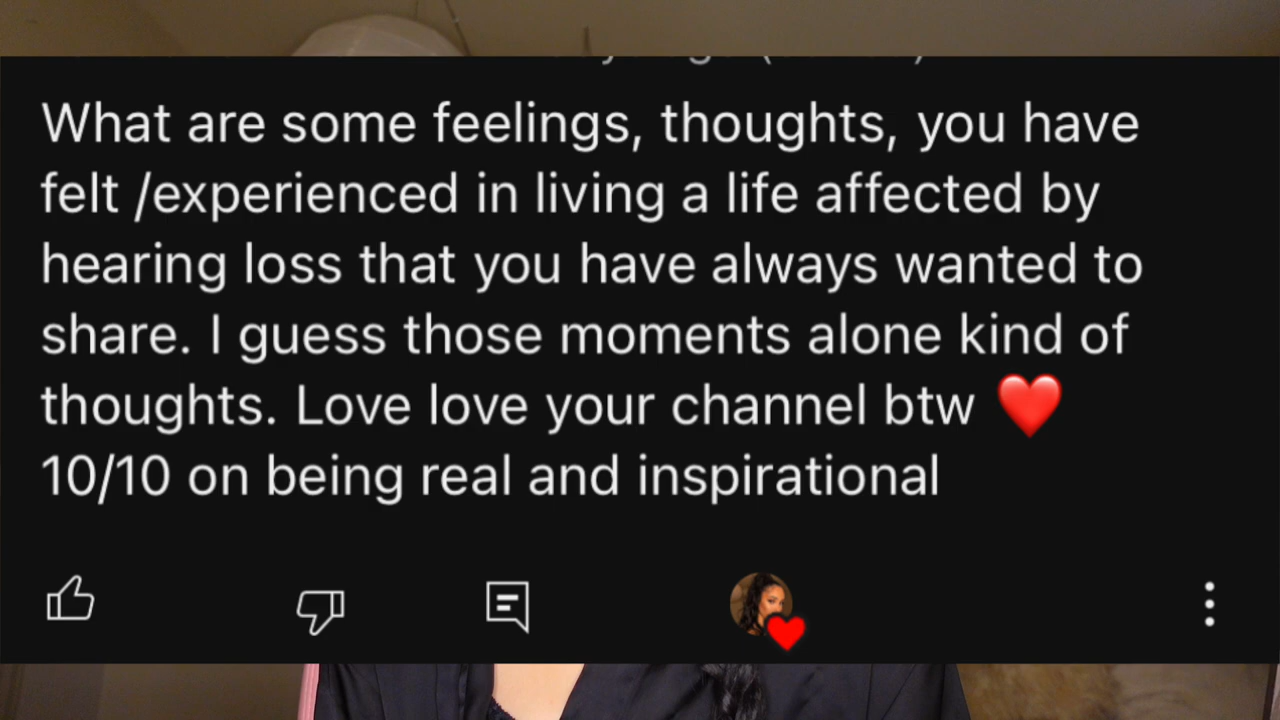 What are some feelings, thoughts, you have
felt /experienced in living a life affected by
hearing loss that you have always wanted to
share. I guess those moments alone kind of
thoughts. Love love your channel btw ❤️
10/10 on being real and inspirational